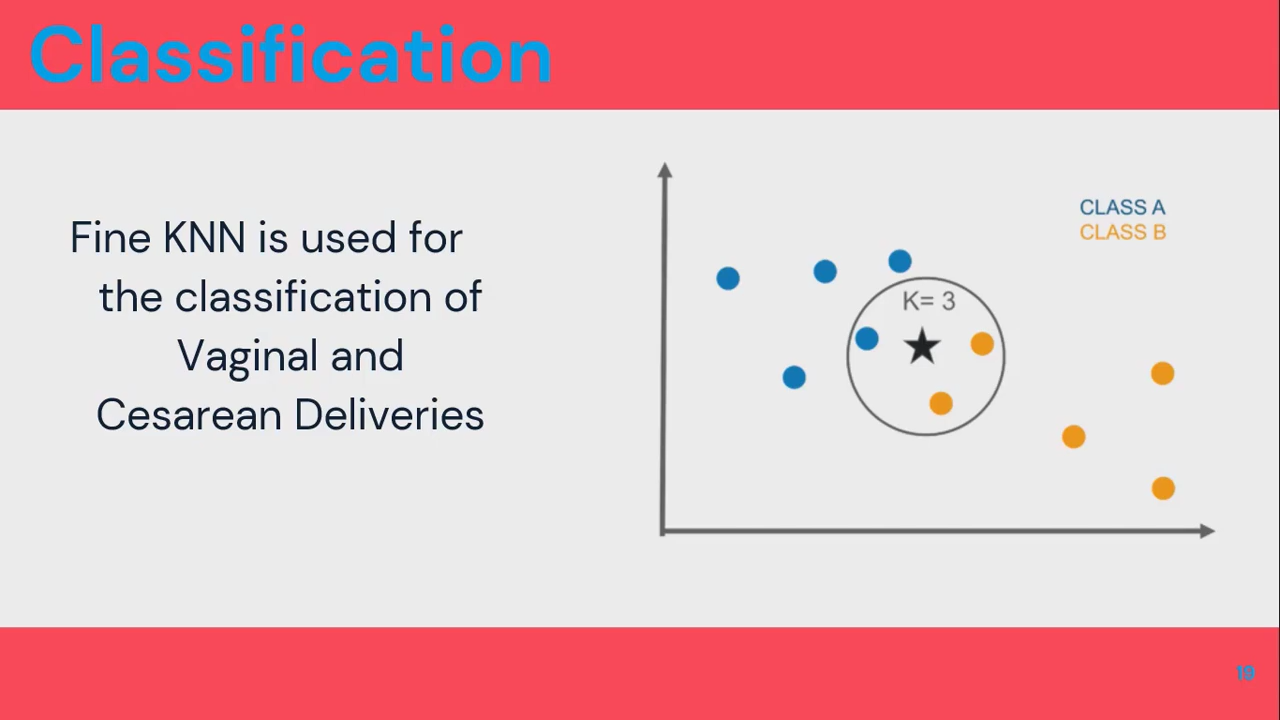 Classification
Fine KNN is used for
the classification of
Vaginal and
Cesarean Deliveries
CLASS A
CLASS B
K= 3
19